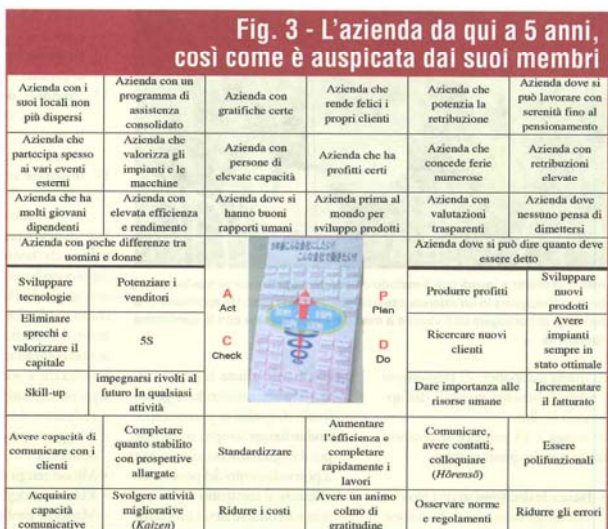 Fig. 3 - L'azienda da qui a 5 anni,
così come è auspicata dai suoi membri
Azienda con i
suoi locali non
più dispersi
Azienda con un
programma di
assistenza
consolidato
Azienda con
gratifiche certe
Azienda che
rende felici i
propri clienti
Azienda che
potenzia la
retribuzione
Azienda dove si
può lavorare con
serenità fino al
pensionamento
Azienda che
partecipa spesso
ai vari eventi
esterni
Azienda che
valorizza gli
impianti e le
macchine
Azienda con
persone di
elevate capacità
Azienda che ha
profitti certi
Azienda che
concede ferie
numerose
Azienda con
retribuzioni
elevate
Azienda che ha
molti giovani
dipendenti
Azienda con
elevata efficienza
e rendimento
Azienda dove si
hanno buoni
rapporti umani
Azienda prima al
mondo per
sviluppo prodotti
Azienda con
valutazioni
trasparenti
Azienda dove
nessuno pensa di
dimettersi
Azienda con poche differenze tra
uomini e donne
Azienda dove si può dire quanto deve
essere detto
Sviluppare
tecnologie
Potenziare i
venditori
A
Act
P
Plan
Produrre profitti
Sviluppare
nuovi
prodotti
Eliminare
sprechi e
valorizzare il
capitale
5S
C
Check
D
Do
Ricercare nuovi
clienti
Avere
impianti
sempre in
stato ottimale
Skill-up
impegnarsi rivolti al
futuro In qualsiasi
attività
Dare importanza alle
risorse umane
Incrementare
il fatturato
Avere capacità di
comunicare con i
clienti
Completare
quanto stabilito
con prospettive
allargate
Standardizzare
Aumentare
l'efficienza e
completare
rapidamente i
lavori
Comunicare,
avere contatti,
colloquiare
(Hōrensō)
Essere
polifunzionali
Acquisire
capacità
comunicative
Svolgere attività
migliorative
(Kaizen)
Ridurre i costi
Avere un animo
colmo di
gratitudine
Osservare norme
e regolamenti
Ridurre gli errori